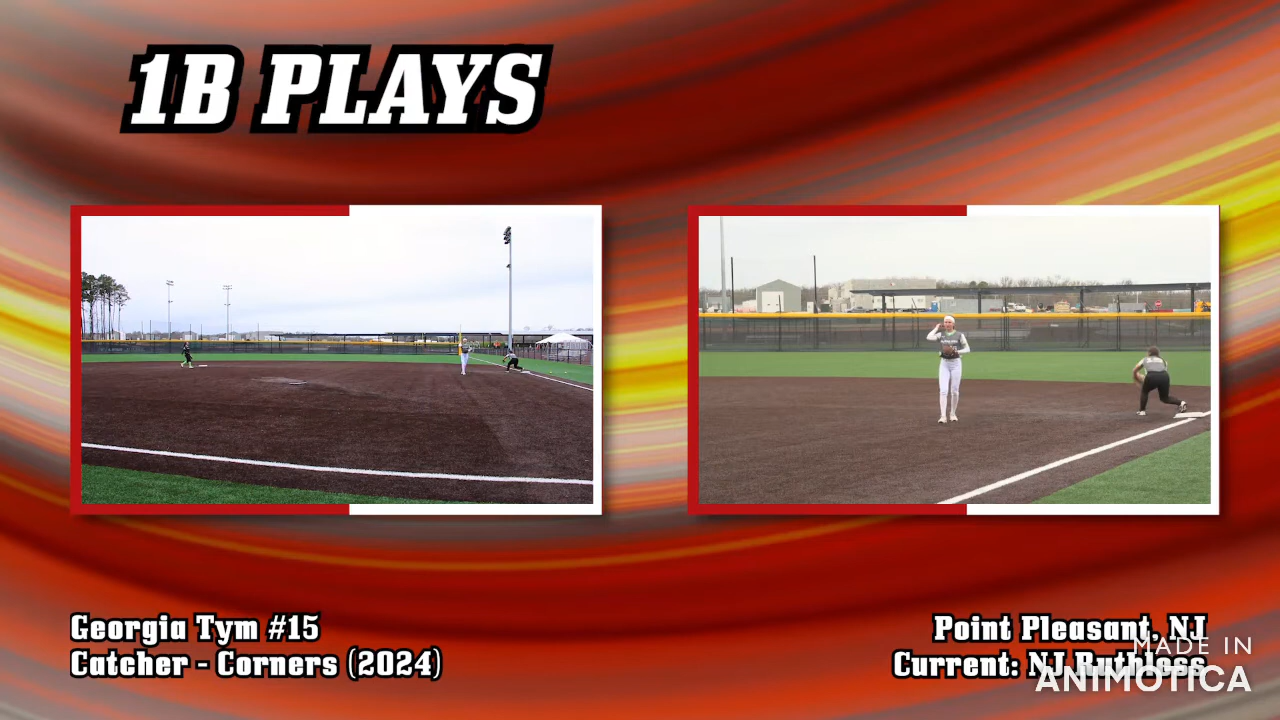 1B PLAYS
Georgia Tym #15
Catcher - Corners (2024)
Point Pleasant, NJ
Current: NJ Ruthless
MADE IN
ANIMOTICA